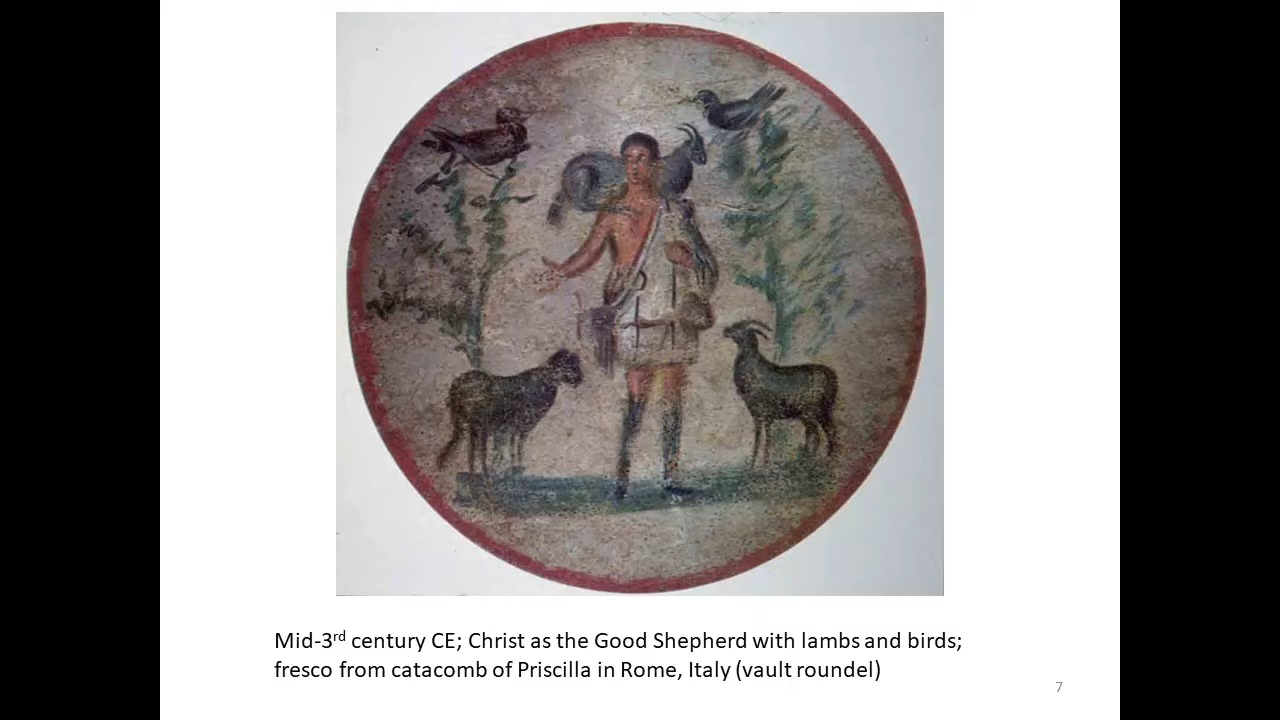 Mid-3rd century CE; Christ as the Good Shepherd with lambs and birds;
fresco from catacomb of Priscilla in Rome, Italy (vault roundel)
7